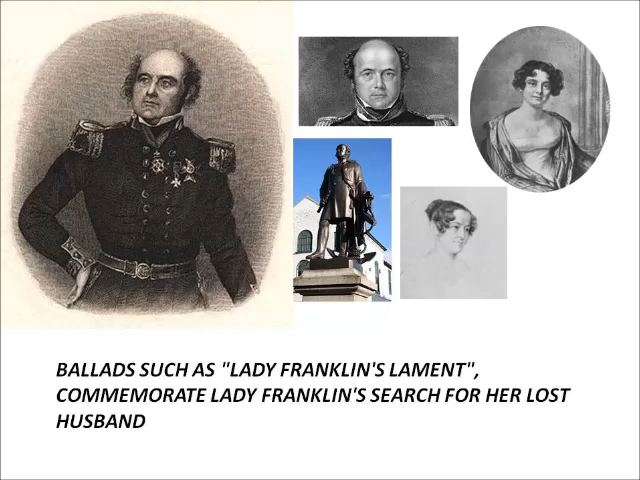 BALLADS SUCH AS "LADY FRANKLIN'S LAMENT",
COMMEMORATE LADY FRANKLIN'S SEARCH FOR HER LOST
HUSBAND